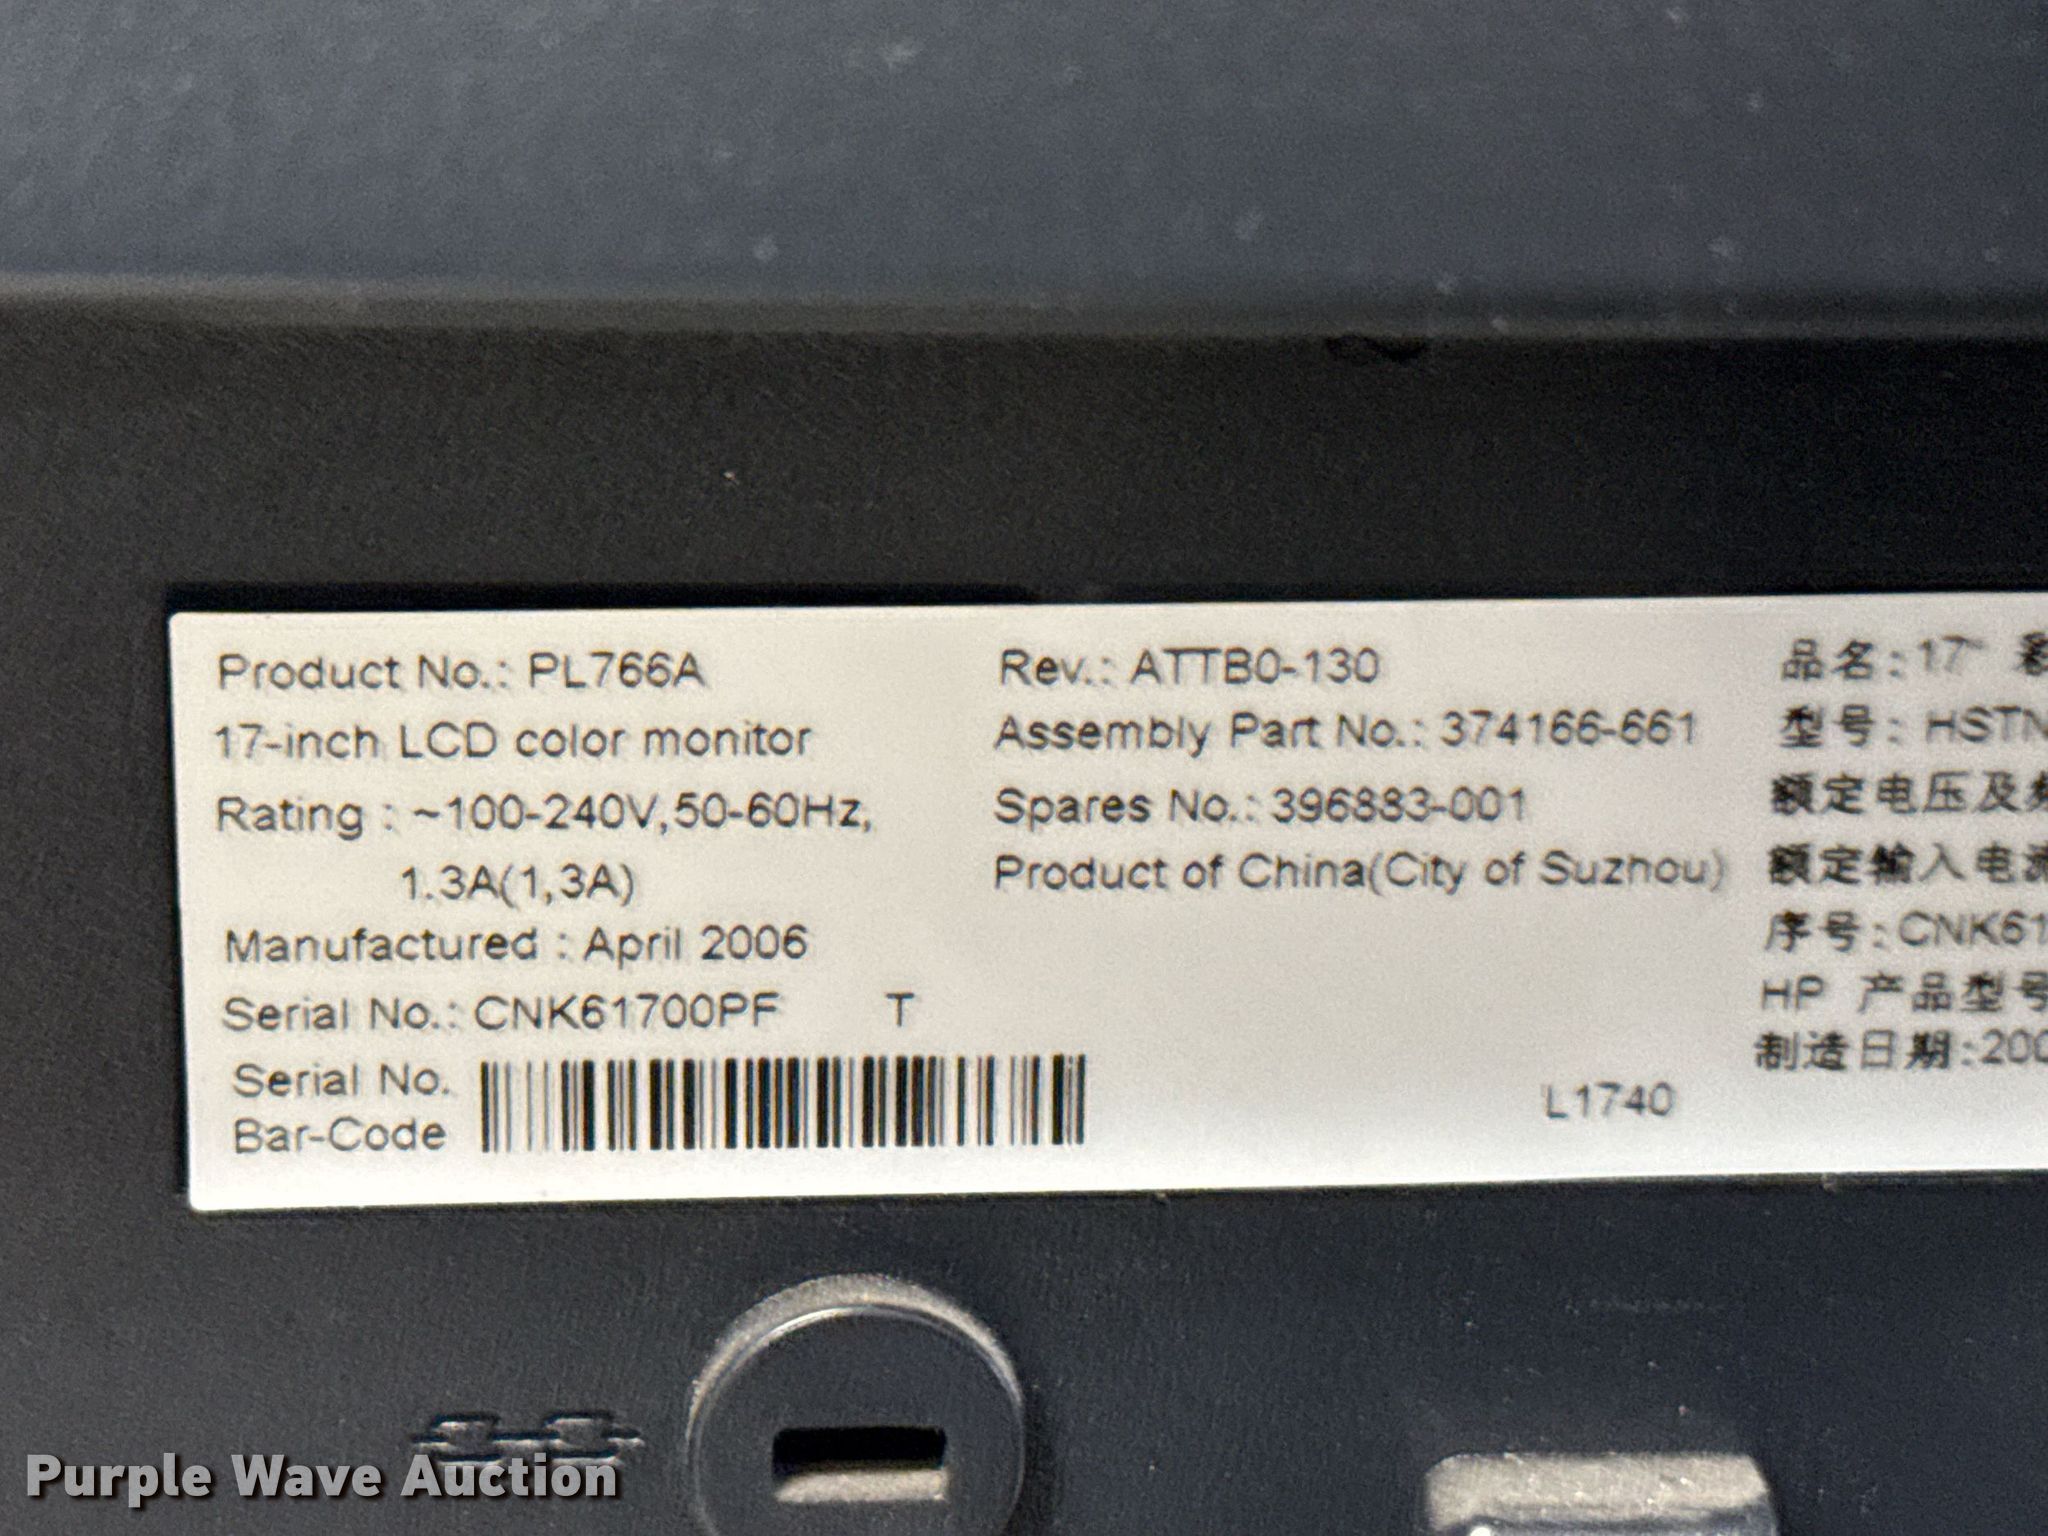 Product No.: PL766A
17-inch LCD color monitor
Rating : ~100-240V,50-60Hz,
1.3A(1,3A)
Manufactured : April 2006
Serial No.: CNK61700PF T
Serial No.
Bar-Code
Rev.: ATTB0-130
Assembly Part No.: 374166-661
Spares No.: 396883-001
Product of China(City of Suzhou)
L1740
品名: 17"
型号: HSTN
额定电压及
额定输入电流
序号: CNK61
HP 产品型号
制造日期:200
Purple Wave Auction